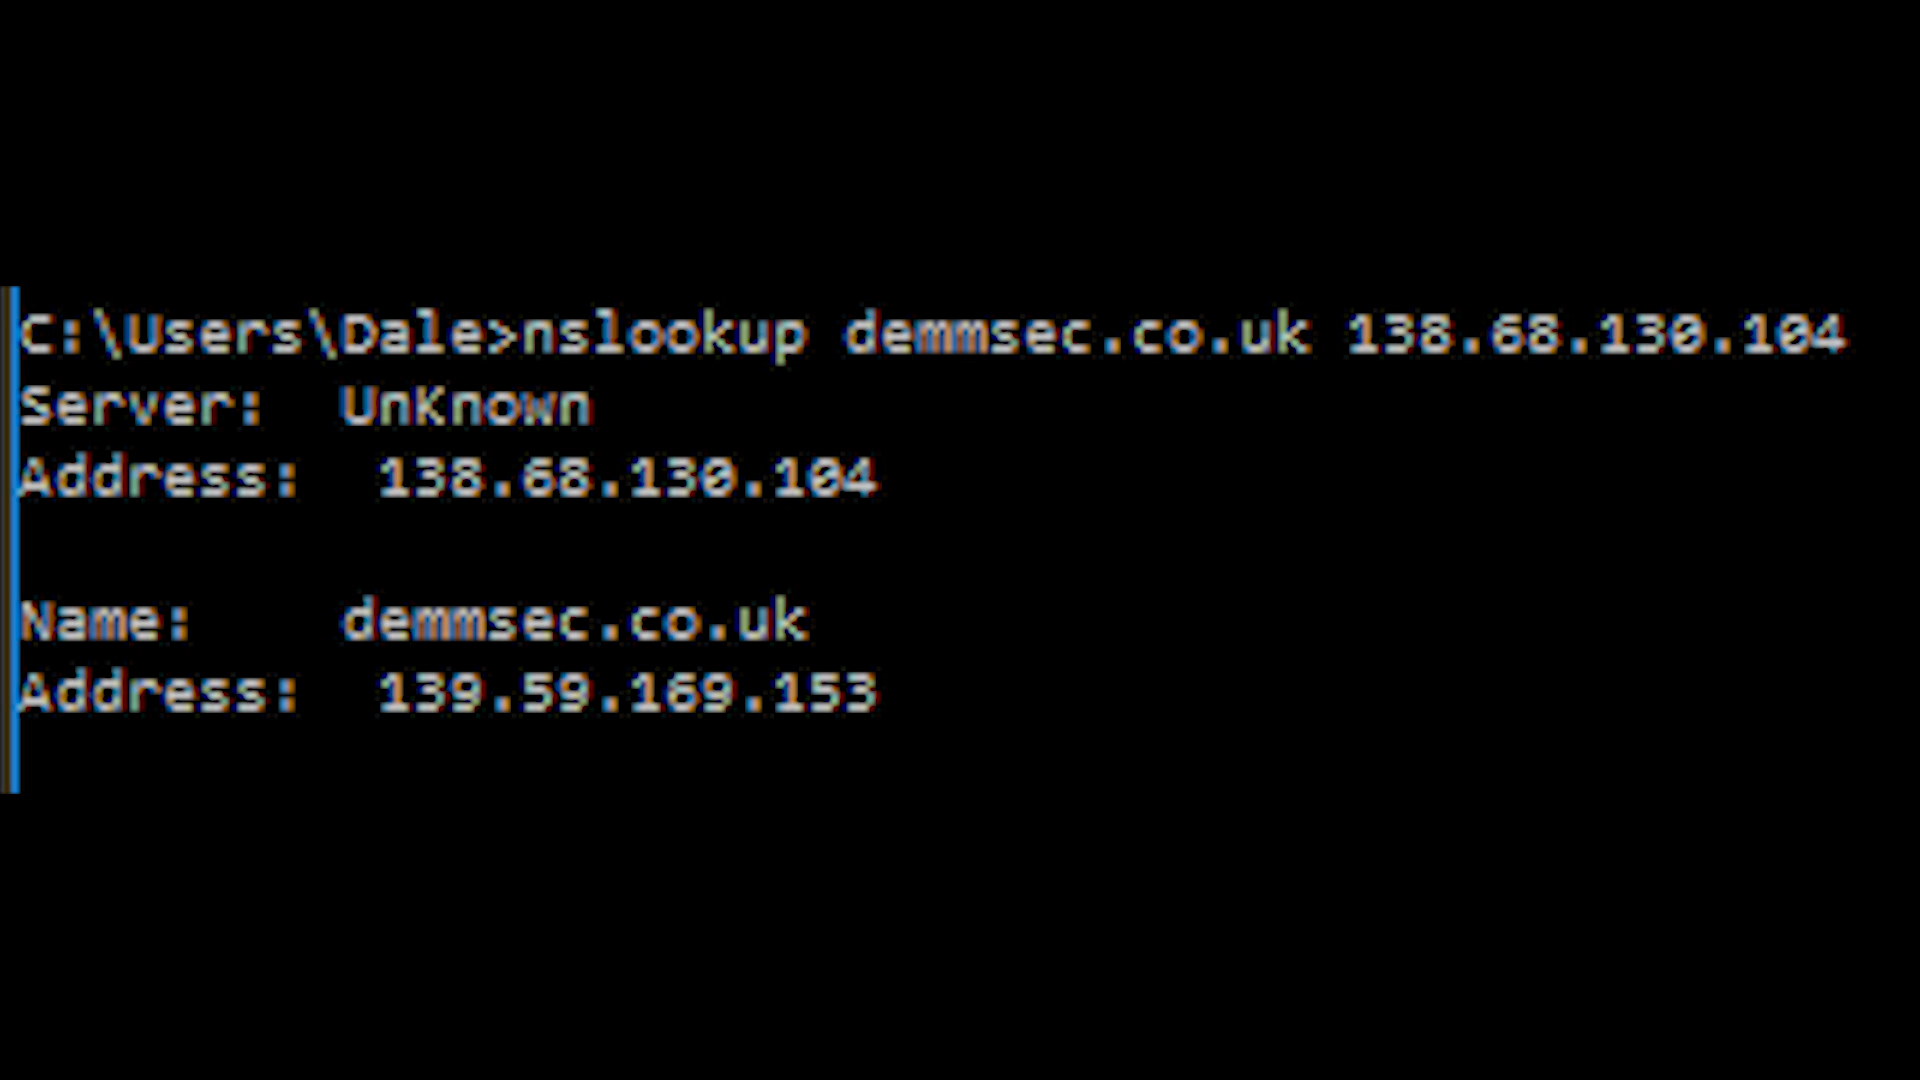 C:\Users\Dale>nslookup demmsec.co.uk 138.68.130.104
Server:  UnKnown
Address:  138.68.130.104

Name:    demmsec.co.uk
Address:  139.59.169.153